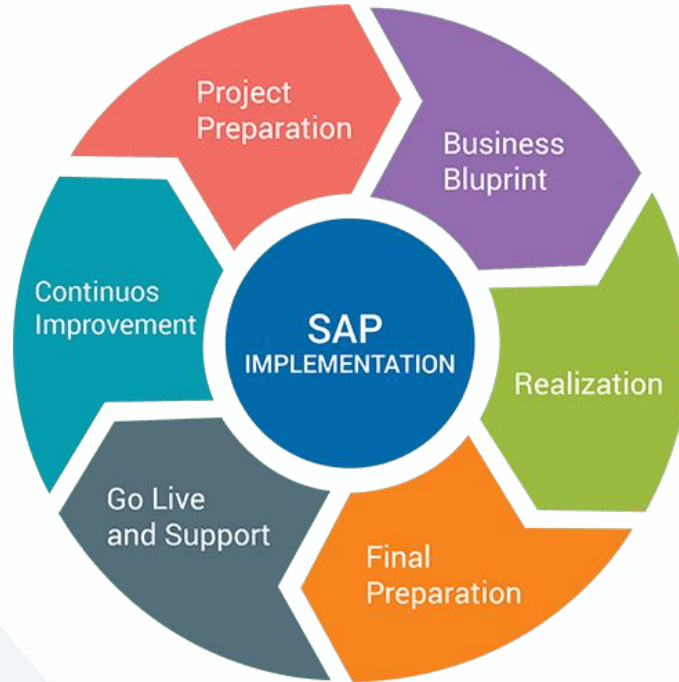 Project
Preparation
Business
Bluprint
Realization
Final
Preparation
Go Live
and Support
Continuos
Improvement
SAP
IMPLEMENTATION